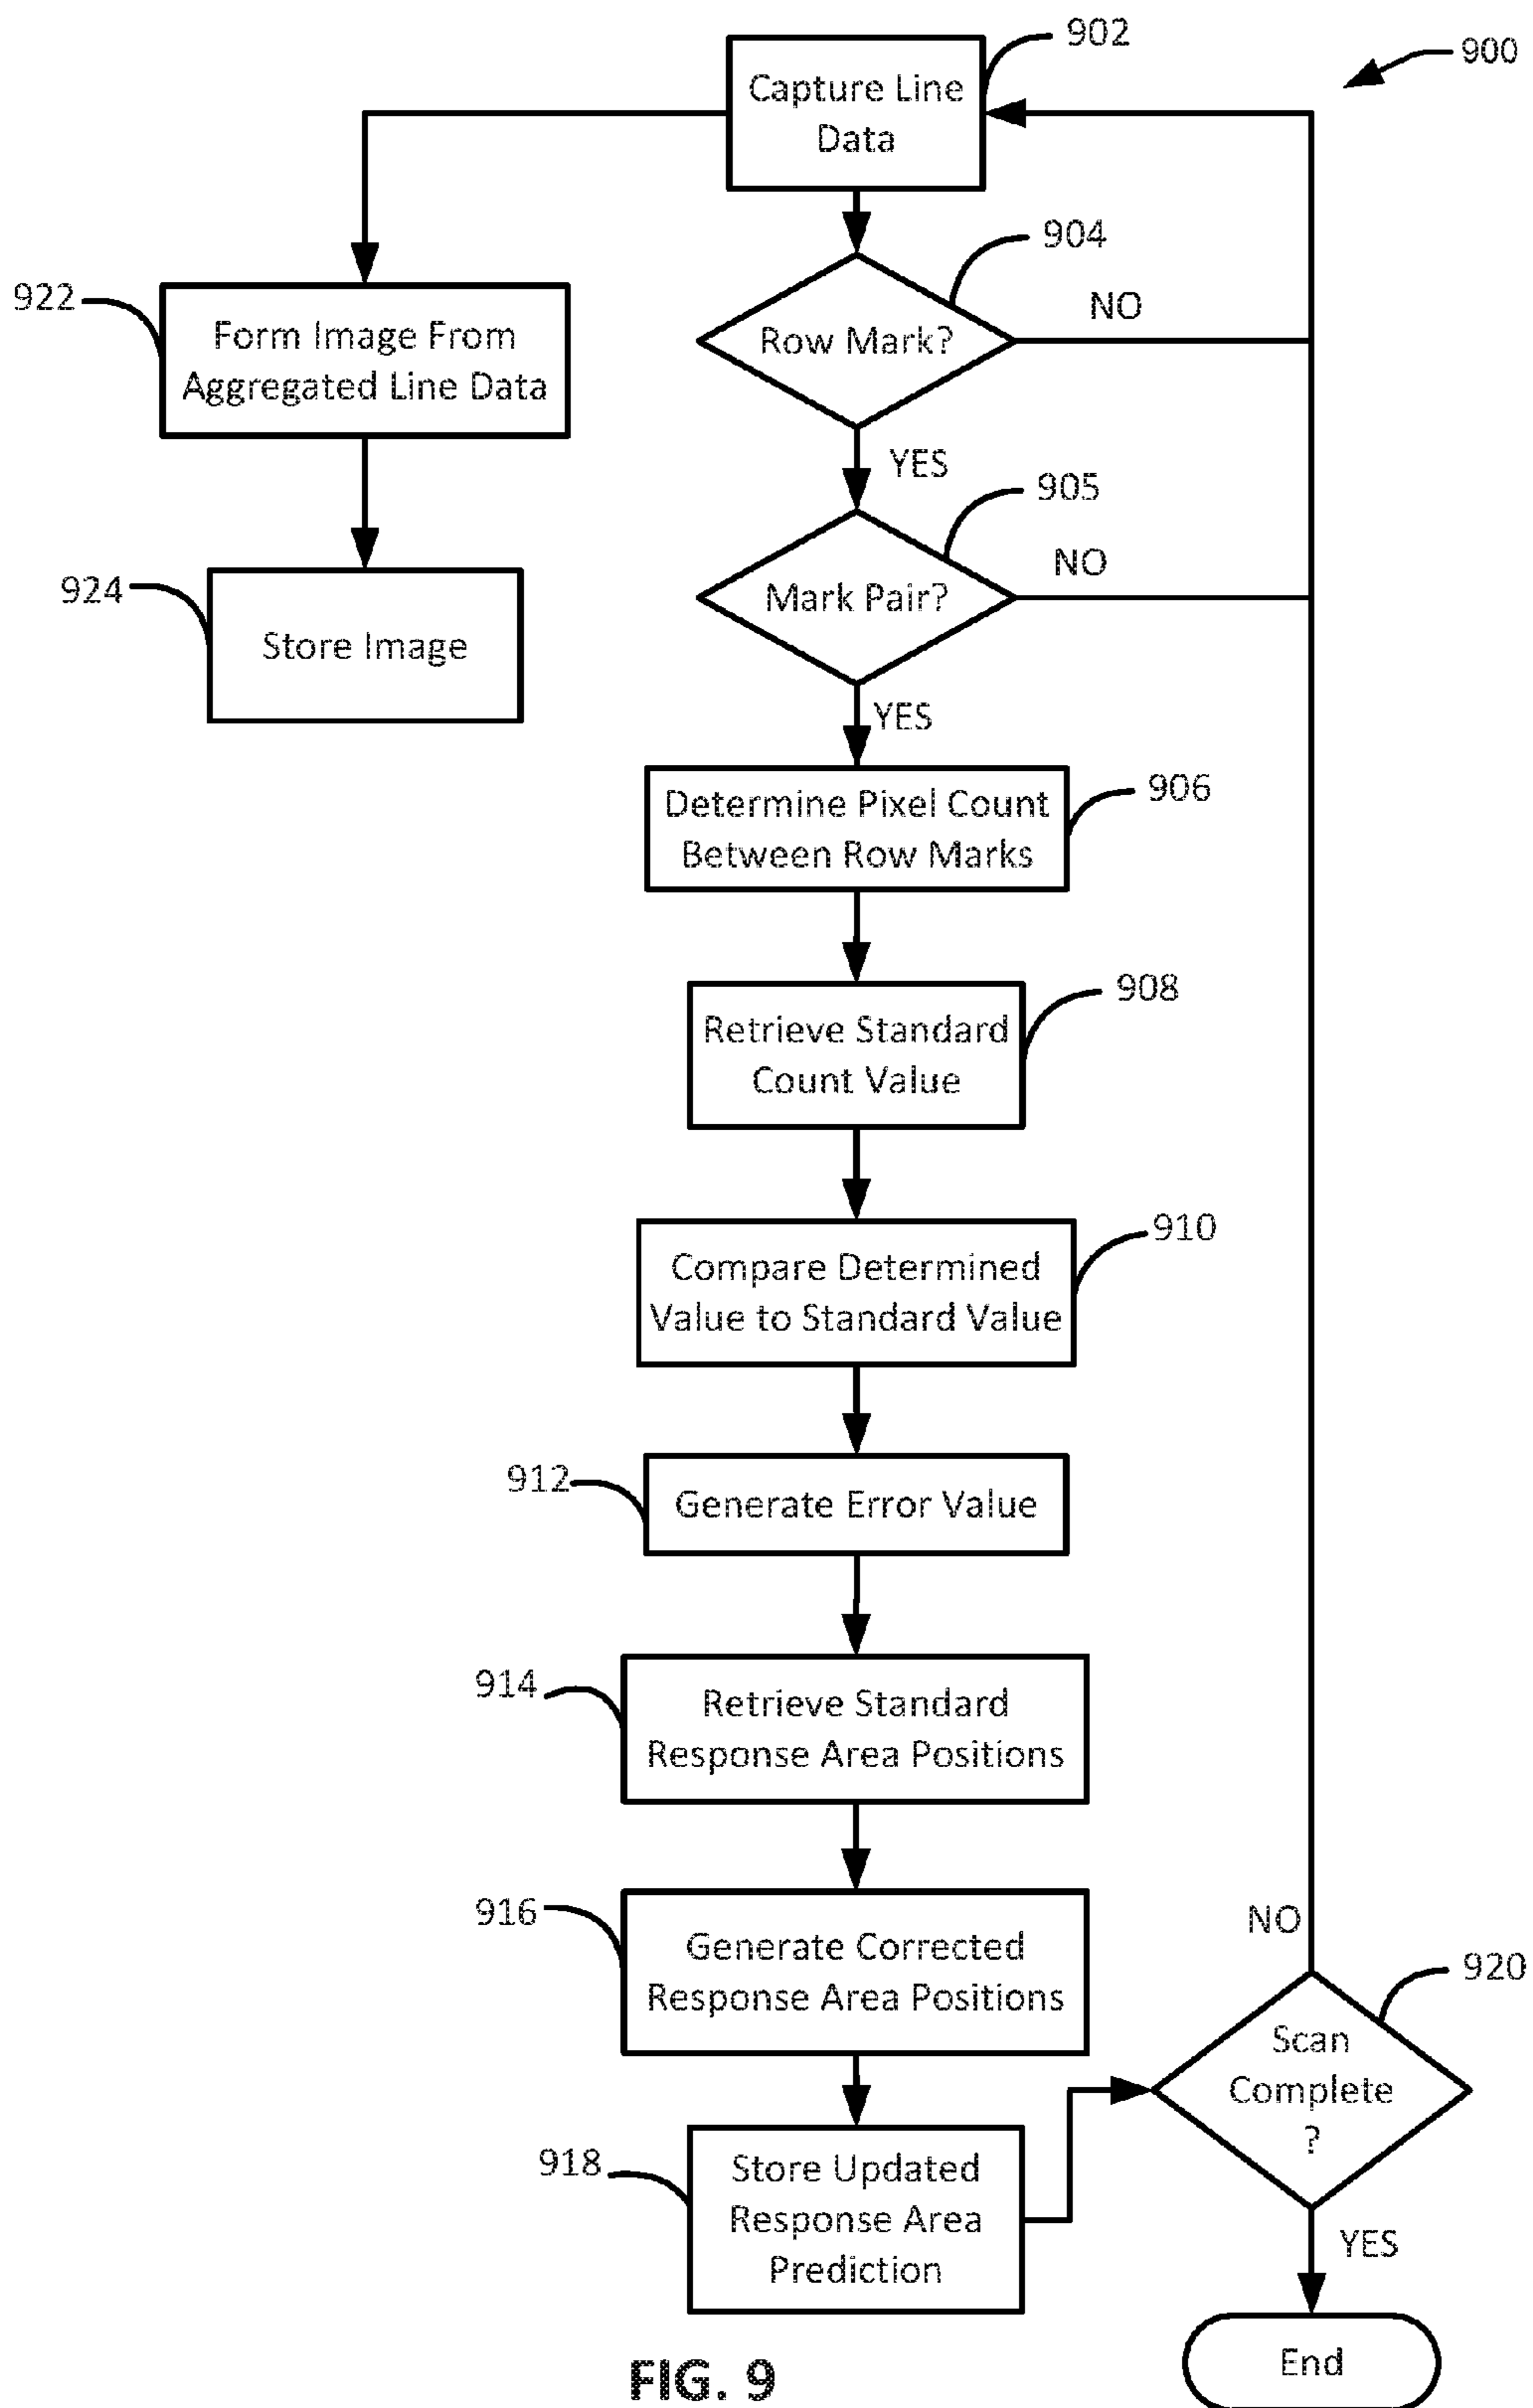 902
900
Capture Line
Data
904
NO
Row Mark?
922
Form Image From
Aggregated Line Data
YES
905
NO
Mark Pair?
924
Store Image
YES
906
Determine Pixel Count
Between Row Marks
908
Retrieve Standard
Count Value
910
Compare Determined
Value to Standard Value
912
Generate Error Value
914
Retrieve Standard
Response Area Positions
916
Generate Corrected
Response Area Positions
NO
920
Scan
Complete
?
918
Store Updated
Response Area
Prediction
YES
End
FIG. 9